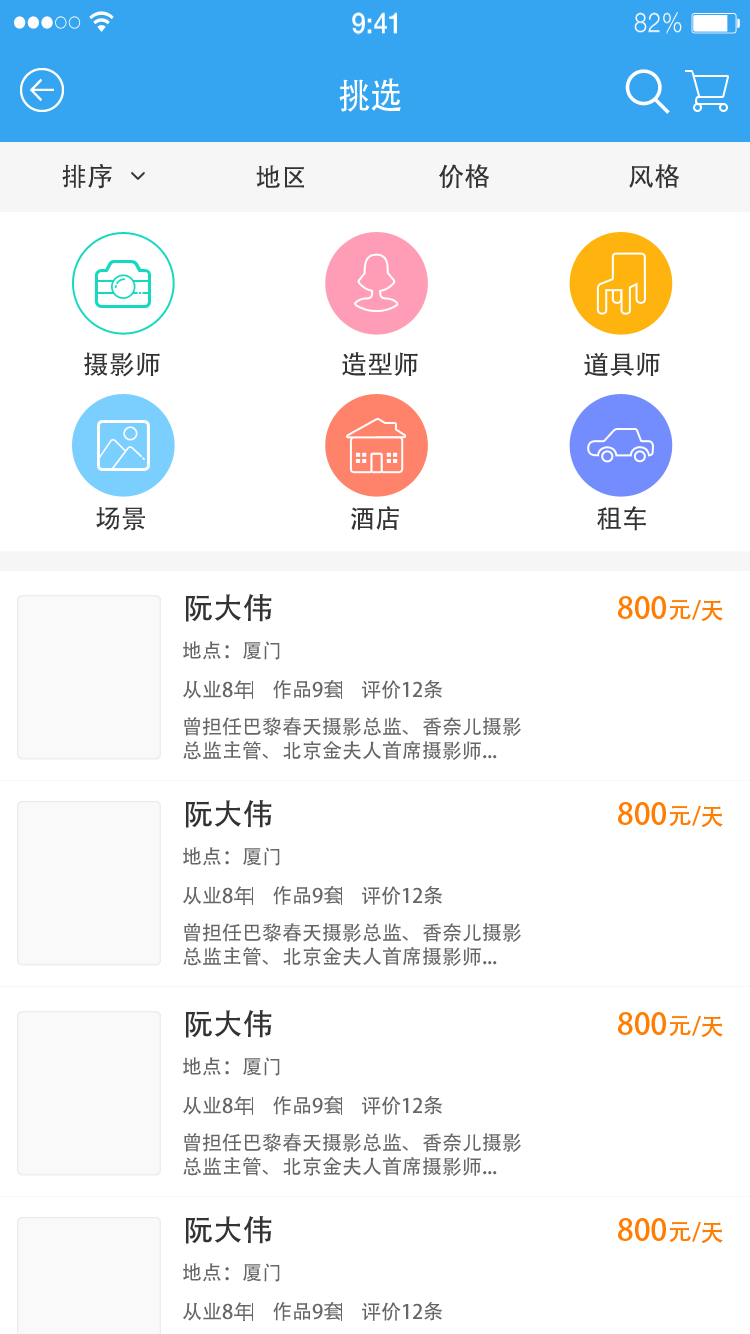 9:41 82%
挑选
排序 地区 价格 风格
摄影师 造型师 道具师
场景 酒店 租车
阮大伟 800元/天
地点：厦门
从业8年 作品9套 评价12条
曾担任巴黎春天摄影总监、香奈儿摄影
总监主管、北京金夫人首席摄影师...
阮大伟 800元/天
地点：厦门
从业8年 作品9套 评价12条
曾担任巴黎春天摄影总监、香奈儿摄影
总监主管、北京金夫人首席摄影师...
阮大伟 800元/天
地点：厦门
从业8年 作品9套 评价12条
曾担任巴黎春天摄影总监、香奈儿摄影
总监主管、北京金夫人首席摄影师...
阮大伟 800元/天
地点：厦门
从业8年 作品9套 评价12条